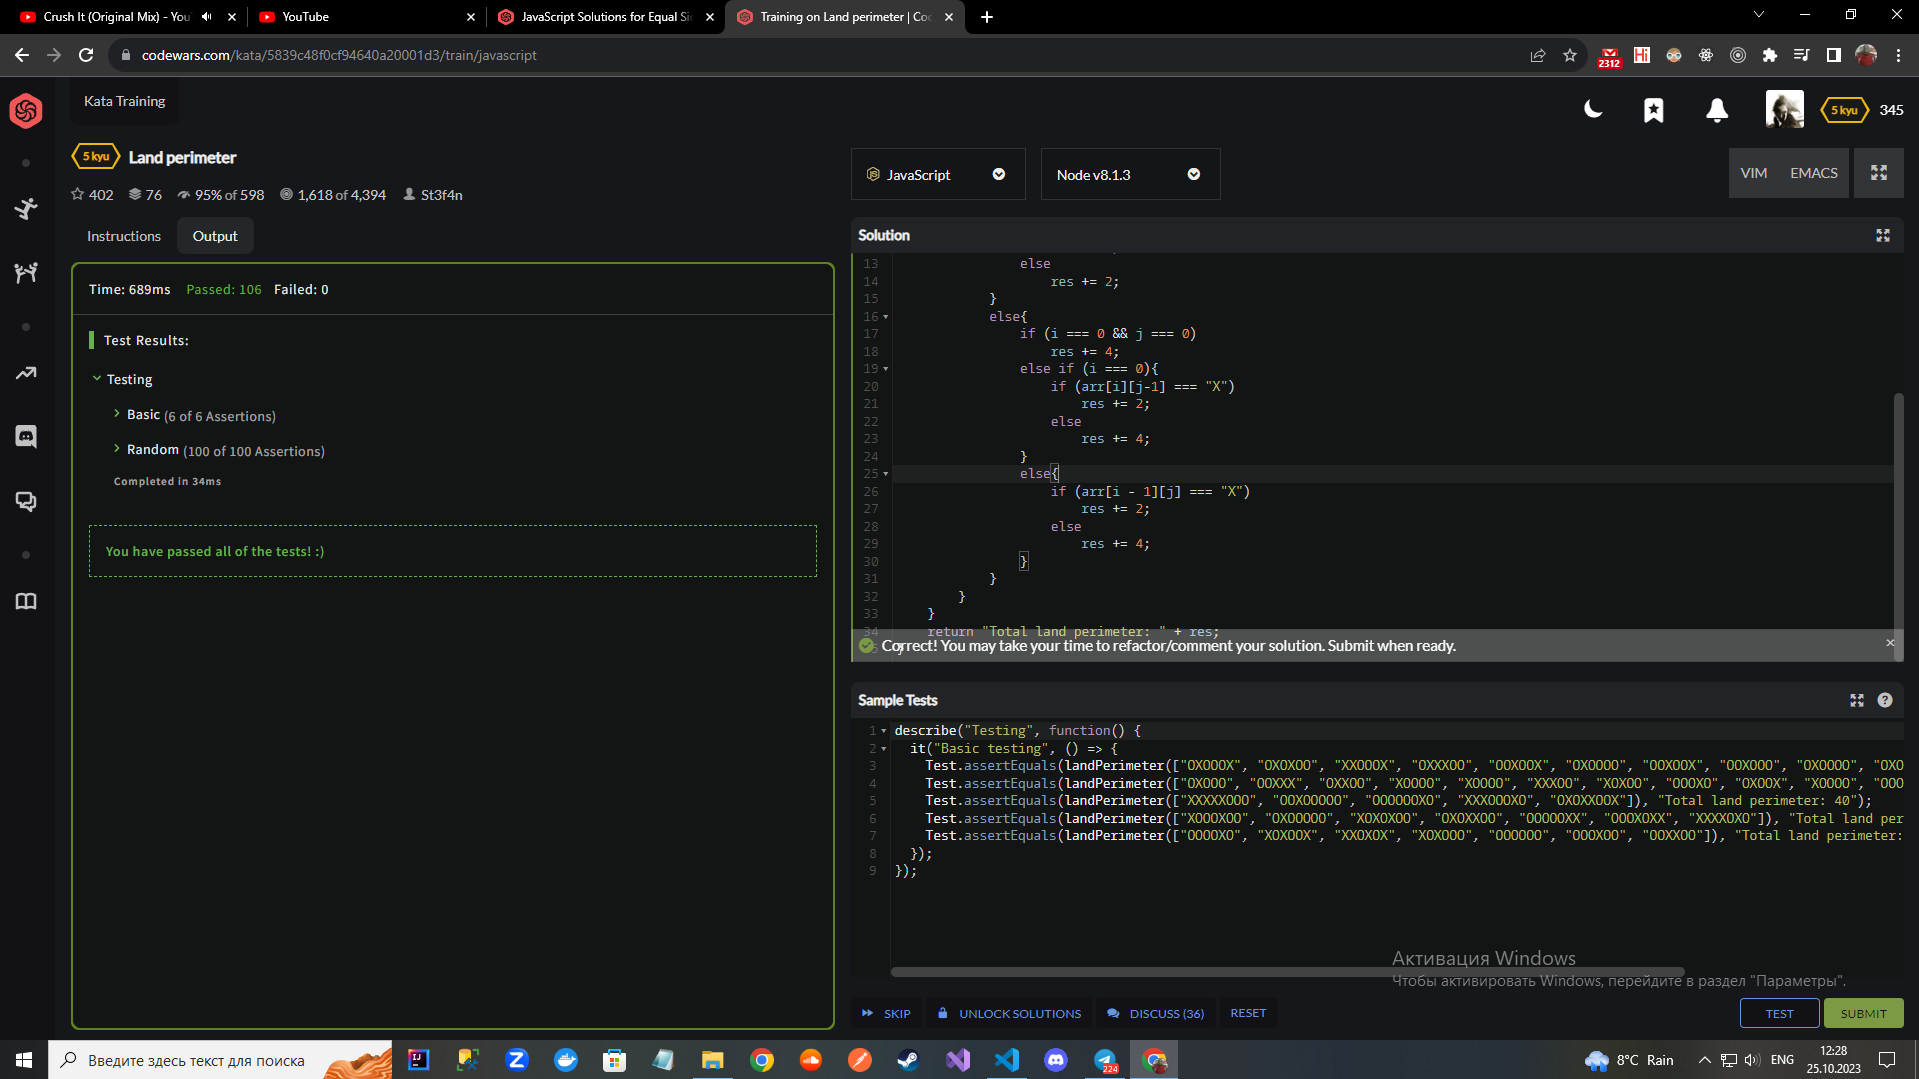 Crush It (Original Mix) - You
YouTube
JavaScript Solutions for Equal Si
Training on Land perimeter | Co
codewars.com/kata/5839c48f0cf94640a20001d3/train/javascript
2312
Hi
Kata Training
5 kyu
345
5 kyu
Land perimeter
402
76
95% of 598
1,618 of 4,394
St3f4n
JavaScript
Node v8.1.3
VIM
EMACS
Instructions
Output
Time: 689ms Passed: 106 Failed: 0
Test Results:
Testing
Basic (6 of 6 Assertions)
Random (100 of 100 Assertions)
Completed in 34ms
You have passed all of the tests! :)
Solution
13 else
14 res += 2;
15 }
16 else{
17 if (i === 0 && j === 0)
18 res += 4;
19 else if (i === 0){
20 if (arr[i][j-1] === "X")
21 res += 2;
22 else
23 res += 4;
24 }
25 else{
26 if (arr[i - 1][j] === "X")
27 res += 2;
28 else
29 res += 4;
30 }
31 }
32 }
33 }
34 return "Total land perimeter: " + res;
Correct! You may take your time to refactor/comment your solution. Submit when ready.
Sample Tests
1 describe("Testing", function() {
2 it("Basic testing", () => {
3 Test.assertEquals(landPerimeter(["OXOOOX", "OXOXOO", "XXOOOX", "OXXXOO", "OOXOOX", "OXOOOO", "OOXOOX", "OOXOOO", "OXOOOO", "OXO
4 Test.assertEquals(landPerimeter(["OXOOO", "OOXXX", "OXXOO", "XOOOO", "XOOOO", "XXXOO", "XOXOO", "OOOXO", "OXOOX", "XOOOO", "OOO
5 Test.assertEquals(landPerimeter(["XXXXXOOO", "OOXOOOOO", "OOOOOOXO", "XXXOOOXO", "OXOXXOOX"]), "Total land perimeter: 40");
6 Test.assertEquals(landPerimeter(["XOOOXOO", "OXOOOOO", "XOXOXOO", "OXOXXOO", "OOOOOXX", "OOOXOXX", "XXXXOXO"]), "Total land per
7 Test.assertEquals(landPerimeter(["OOOOXO", "XOXOOX", "XXOXOX", "XOXOOO", "OOOOOO", "OOOXOO", "OOXXOO"]), "Total land perimeter:
8 });
9 });
Активация Windows
Чтобы активировать Windows, перейдите в раздел "Параметры".
SKIP
UNLOCK SOLUTIONS
DISCUSS (36)
RESET
TEST
SUBMIT
Введите здесь текст для поиска
224
8°C Rain
ENG
12:28
25.10.2023